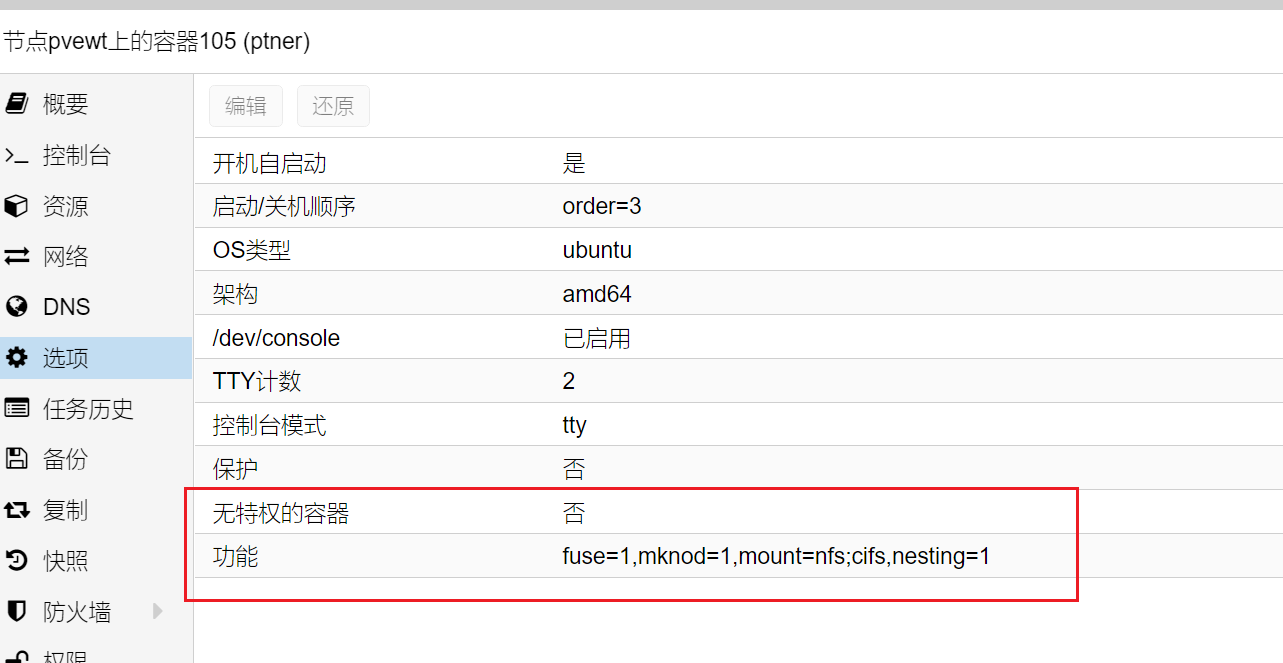 节点pvewt上的容器105 (ptner)
概要
控制台
资源
网络
DNS
选项
任务历史
备份
复制
快照
防火墙
权限
编辑 还原
开机自启动 是
启动/关机顺序 order=3
OS类型 ubuntu
架构 amd64
/dev/console 已启用
TTY计数 2
控制台模式 tty
保护 否
无特权的容器 否
功能 fuse=1,mknod=1,mount=nfs;cifs,nesting=1